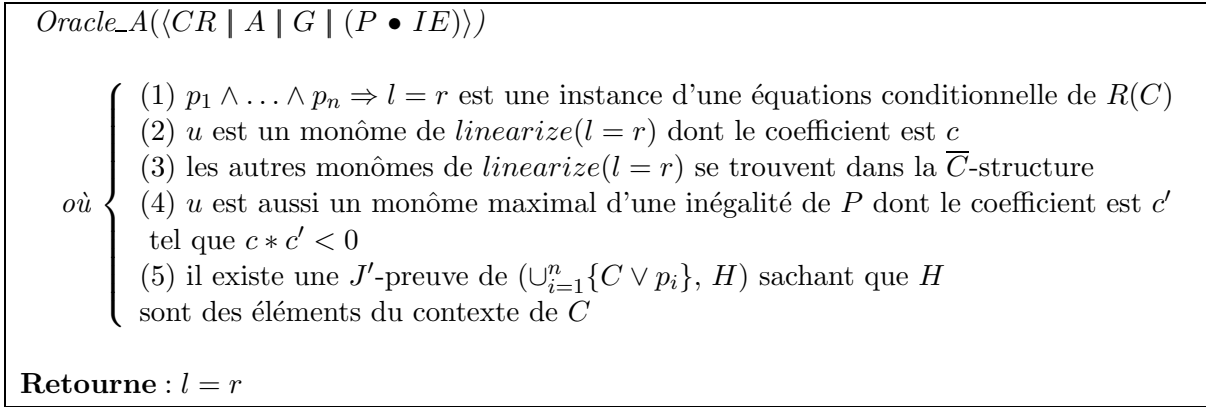 Oracle_A(⟨CR ‖ A ‖ G ‖ (P • IE)⟩)
(1) p₁ ∧ … ∧ pₙ ⇒ l = r est une instance d'une équations conditionnelle de R(C)
(2) u est un monôme de linearize(l = r) dont le coefficient est c
(3) les autres monômes de linearize(l = r) se trouvent dans la C̅-structure
où { (4) u est aussi un monôme maximal d'une inégalité de P dont le coefficient est c′
tel que c ∗ c′ < 0
(5) il existe une J′-preuve de (∪ⁿᵢ₌₁{C ∨ pᵢ}, H) sachant que H
sont des éléments du contexte de C
Retourne : l = r